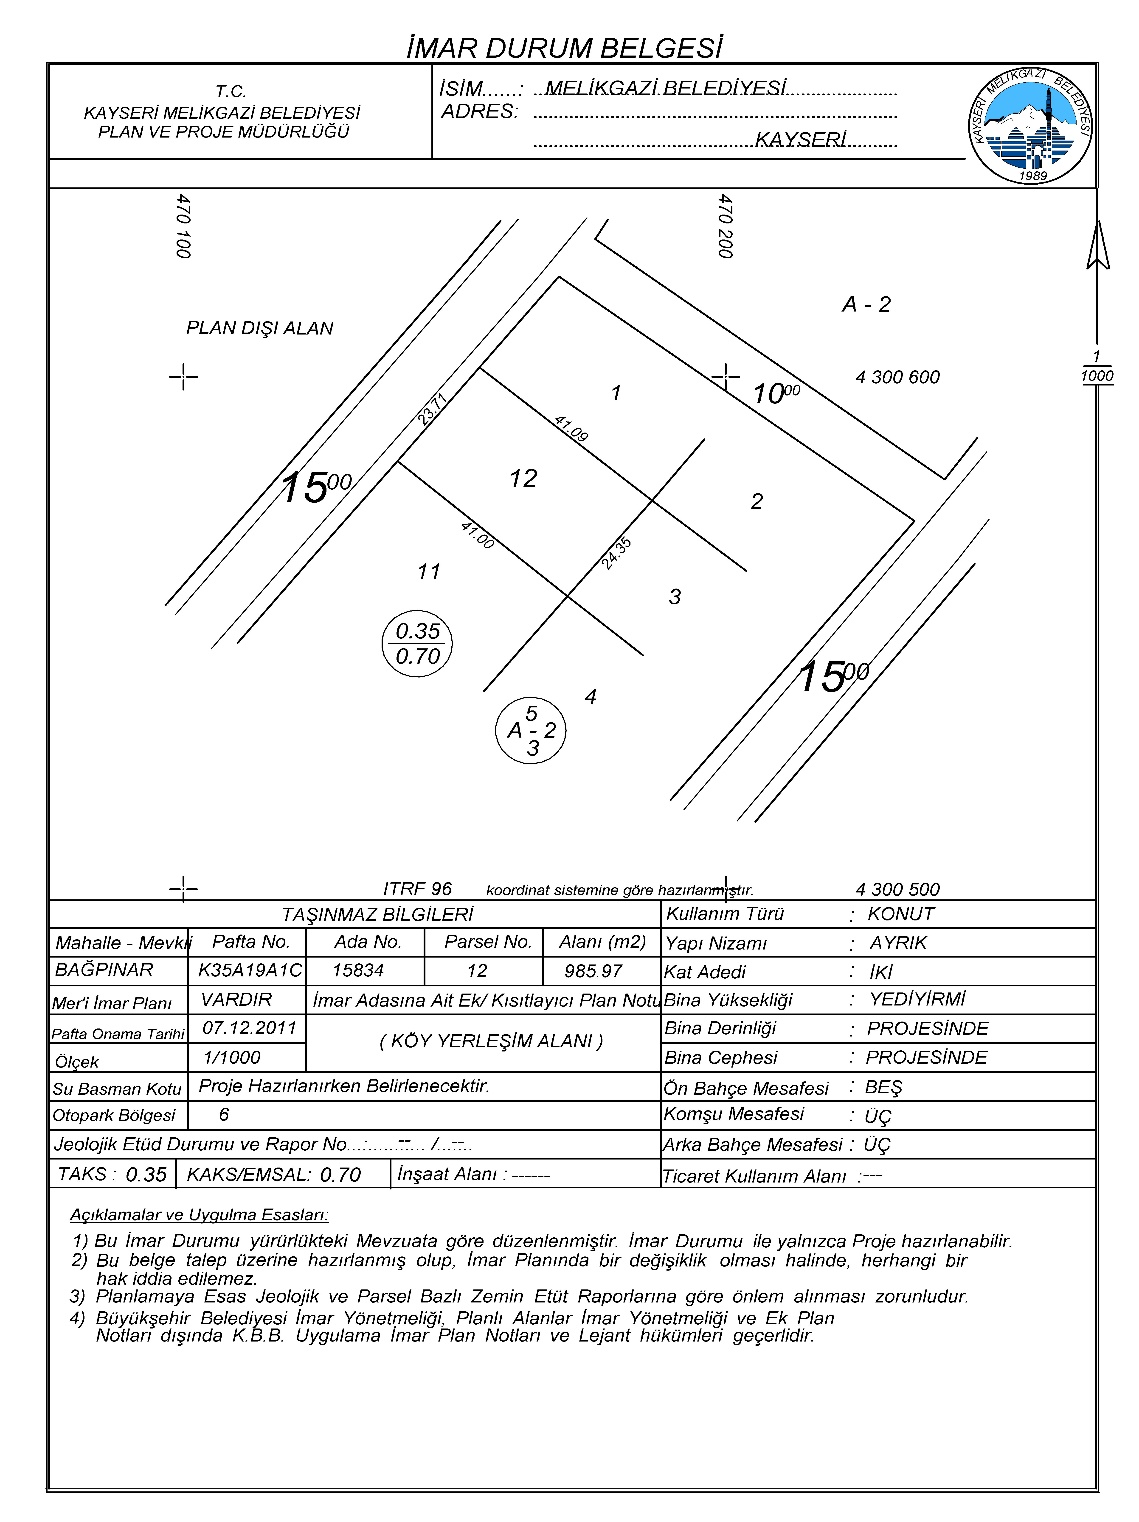 İMAR DURUM BELGESİ
T.C.
KAYSERİ MELİKGAZİ BELEDİYESİ
PLAN VE PROJE MÜDÜRLÜĞÜ
İSİM......: ..MELİKGAZİ BELEDİYESİ......................
ADRES: ......................................................................
..........................................KAYSERİ..........
KAYSERİ MELİKGAZİ BELEDİYESİ
1989
470 100
470 200
A - 2
PLAN DIŞI ALAN
4 300 600
1
1000
1
10⁰⁰
23.71
41.09
12
15⁰⁰
2
41.00
24.35
11
3
0.35
0.70
15⁰⁰
4
5
A - 2
3
ITRF 96 koordinat sistemine göre hazırlanmıştır. 4 300 500
TAŞINMAZ BİLGİLERİ
Kullanım Türü : KONUT
Mahalle - Mevkii Pafta No. Ada No. Parsel No. Alanı (m2)
Yapı Nizamı : AYRIK
BAĞPINAR K35A19A1C 15834 12 985.97
Kat Adedi : İKİ
Mer'i İmar Planı VARDIR İmar Adasına Ait Ek/ Kısıtlayıcı Plan Notu
Bina Yüksekliği : YEDİYİRMİ
Pafta Onama Tarihi 07.12.2011 ( KÖY YERLEŞİM ALANI )
Bina Derinliği : PROJESİNDE
Ölçek 1/1000
Bina Cephesi : PROJESİNDE
Su Basman Kotu Proje Hazırlanırken Belirlenecektir.
Ön Bahçe Mesafesi : BEŞ
Otopark Bölgesi 6
Komşu Mesafesi : ÜÇ
Jeolojik Etüd Durumu ve Rapor No....:.....--.. /...--..
Arka Bahçe Mesafesi : ÜÇ
TAKS : 0.35 KAKS/EMSAL: 0.70 İnşaat Alanı : ------
Ticaret Kullanım Alanı :---
Açıklamalar ve Uygulma Esasları:
1) Bu İmar Durumu yürürlükteki Mevzuata göre düzenlenmiştir. İmar Durumu ile yalnızca Proje hazırlanabilir.
2) Bu belge talep üzerine hazırlanmış olup, İmar Planında bir değişiklik olması halinde, herhangi bir
hak iddia edilemez.
3) Planlamaya Esas Jeolojik ve Parsel Bazlı Zemin Etüt Raporlarına göre önlem alınması zorunludur.
4) Büyükşehir Belediyesi İmar Yönetmeliği, Planlı Alanlar İmar Yönetmeliği ve Ek Plan
Notları dışında K.B.B. Uygulama İmar Plan Notları ve Lejant hükümleri geçerlidir.